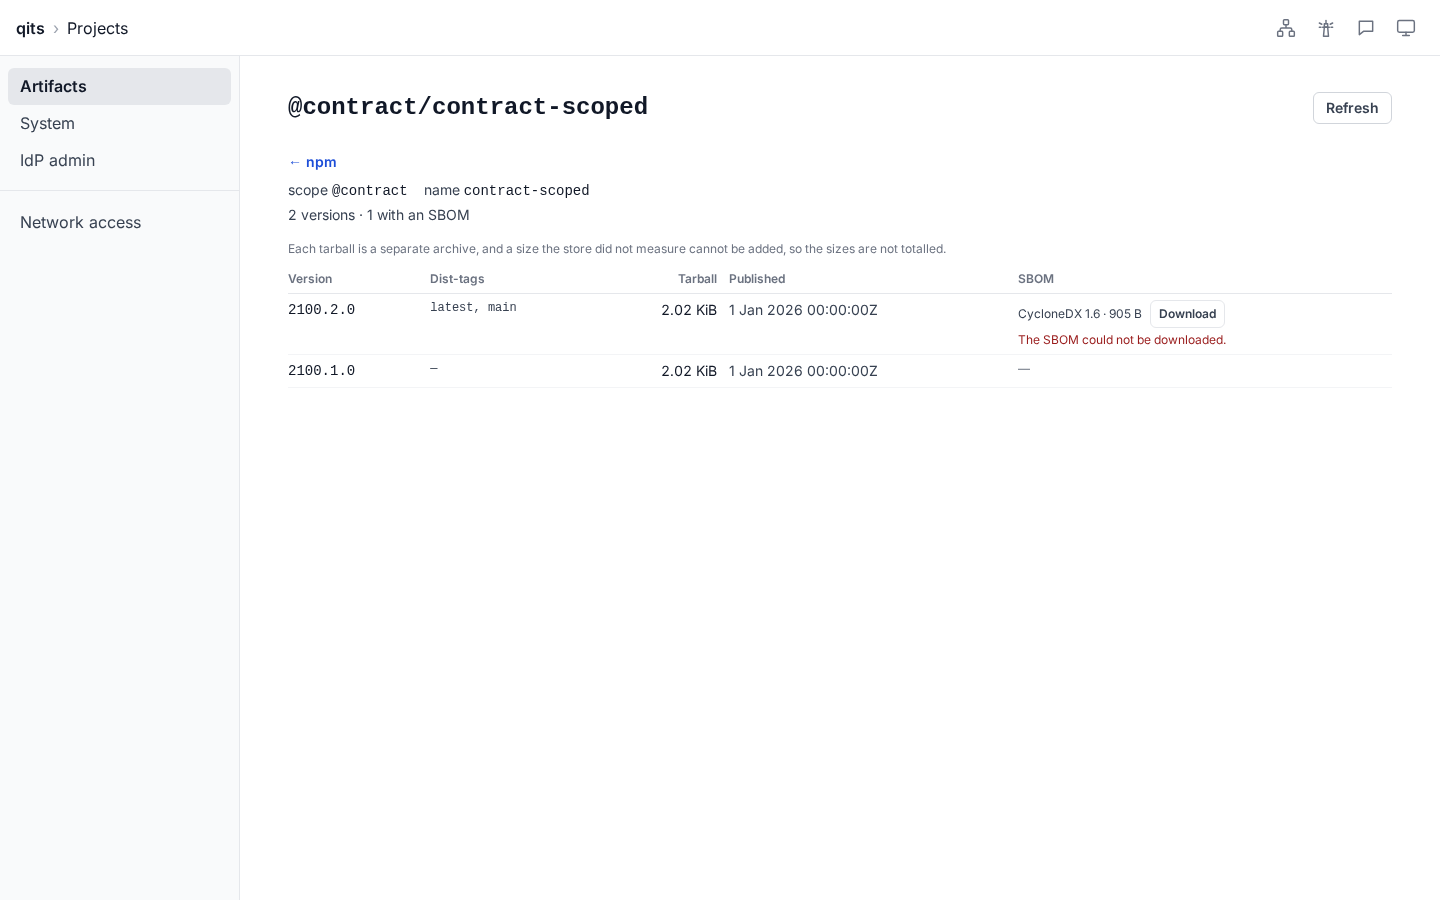 qits › Projects
Artifacts
System
IdP admin
Network access
@contract/contract-scoped
Refresh
← npm
scope @contract name contract-scoped
2 versions · 1 with an SBOM
Each tarball is a separate archive, and a size the store did not measure cannot be added, so the sizes are not totalled.
Version Dist-tags Tarball Published SBOM
2100.2.0 latest, main 2.02 KiB 1 Jan 2026 00:00:00Z CycloneDX 1.6 · 905 B Download
The SBOM could not be downloaded.
2100.1.0 — 2.02 KiB 1 Jan 2026 00:00:00Z —